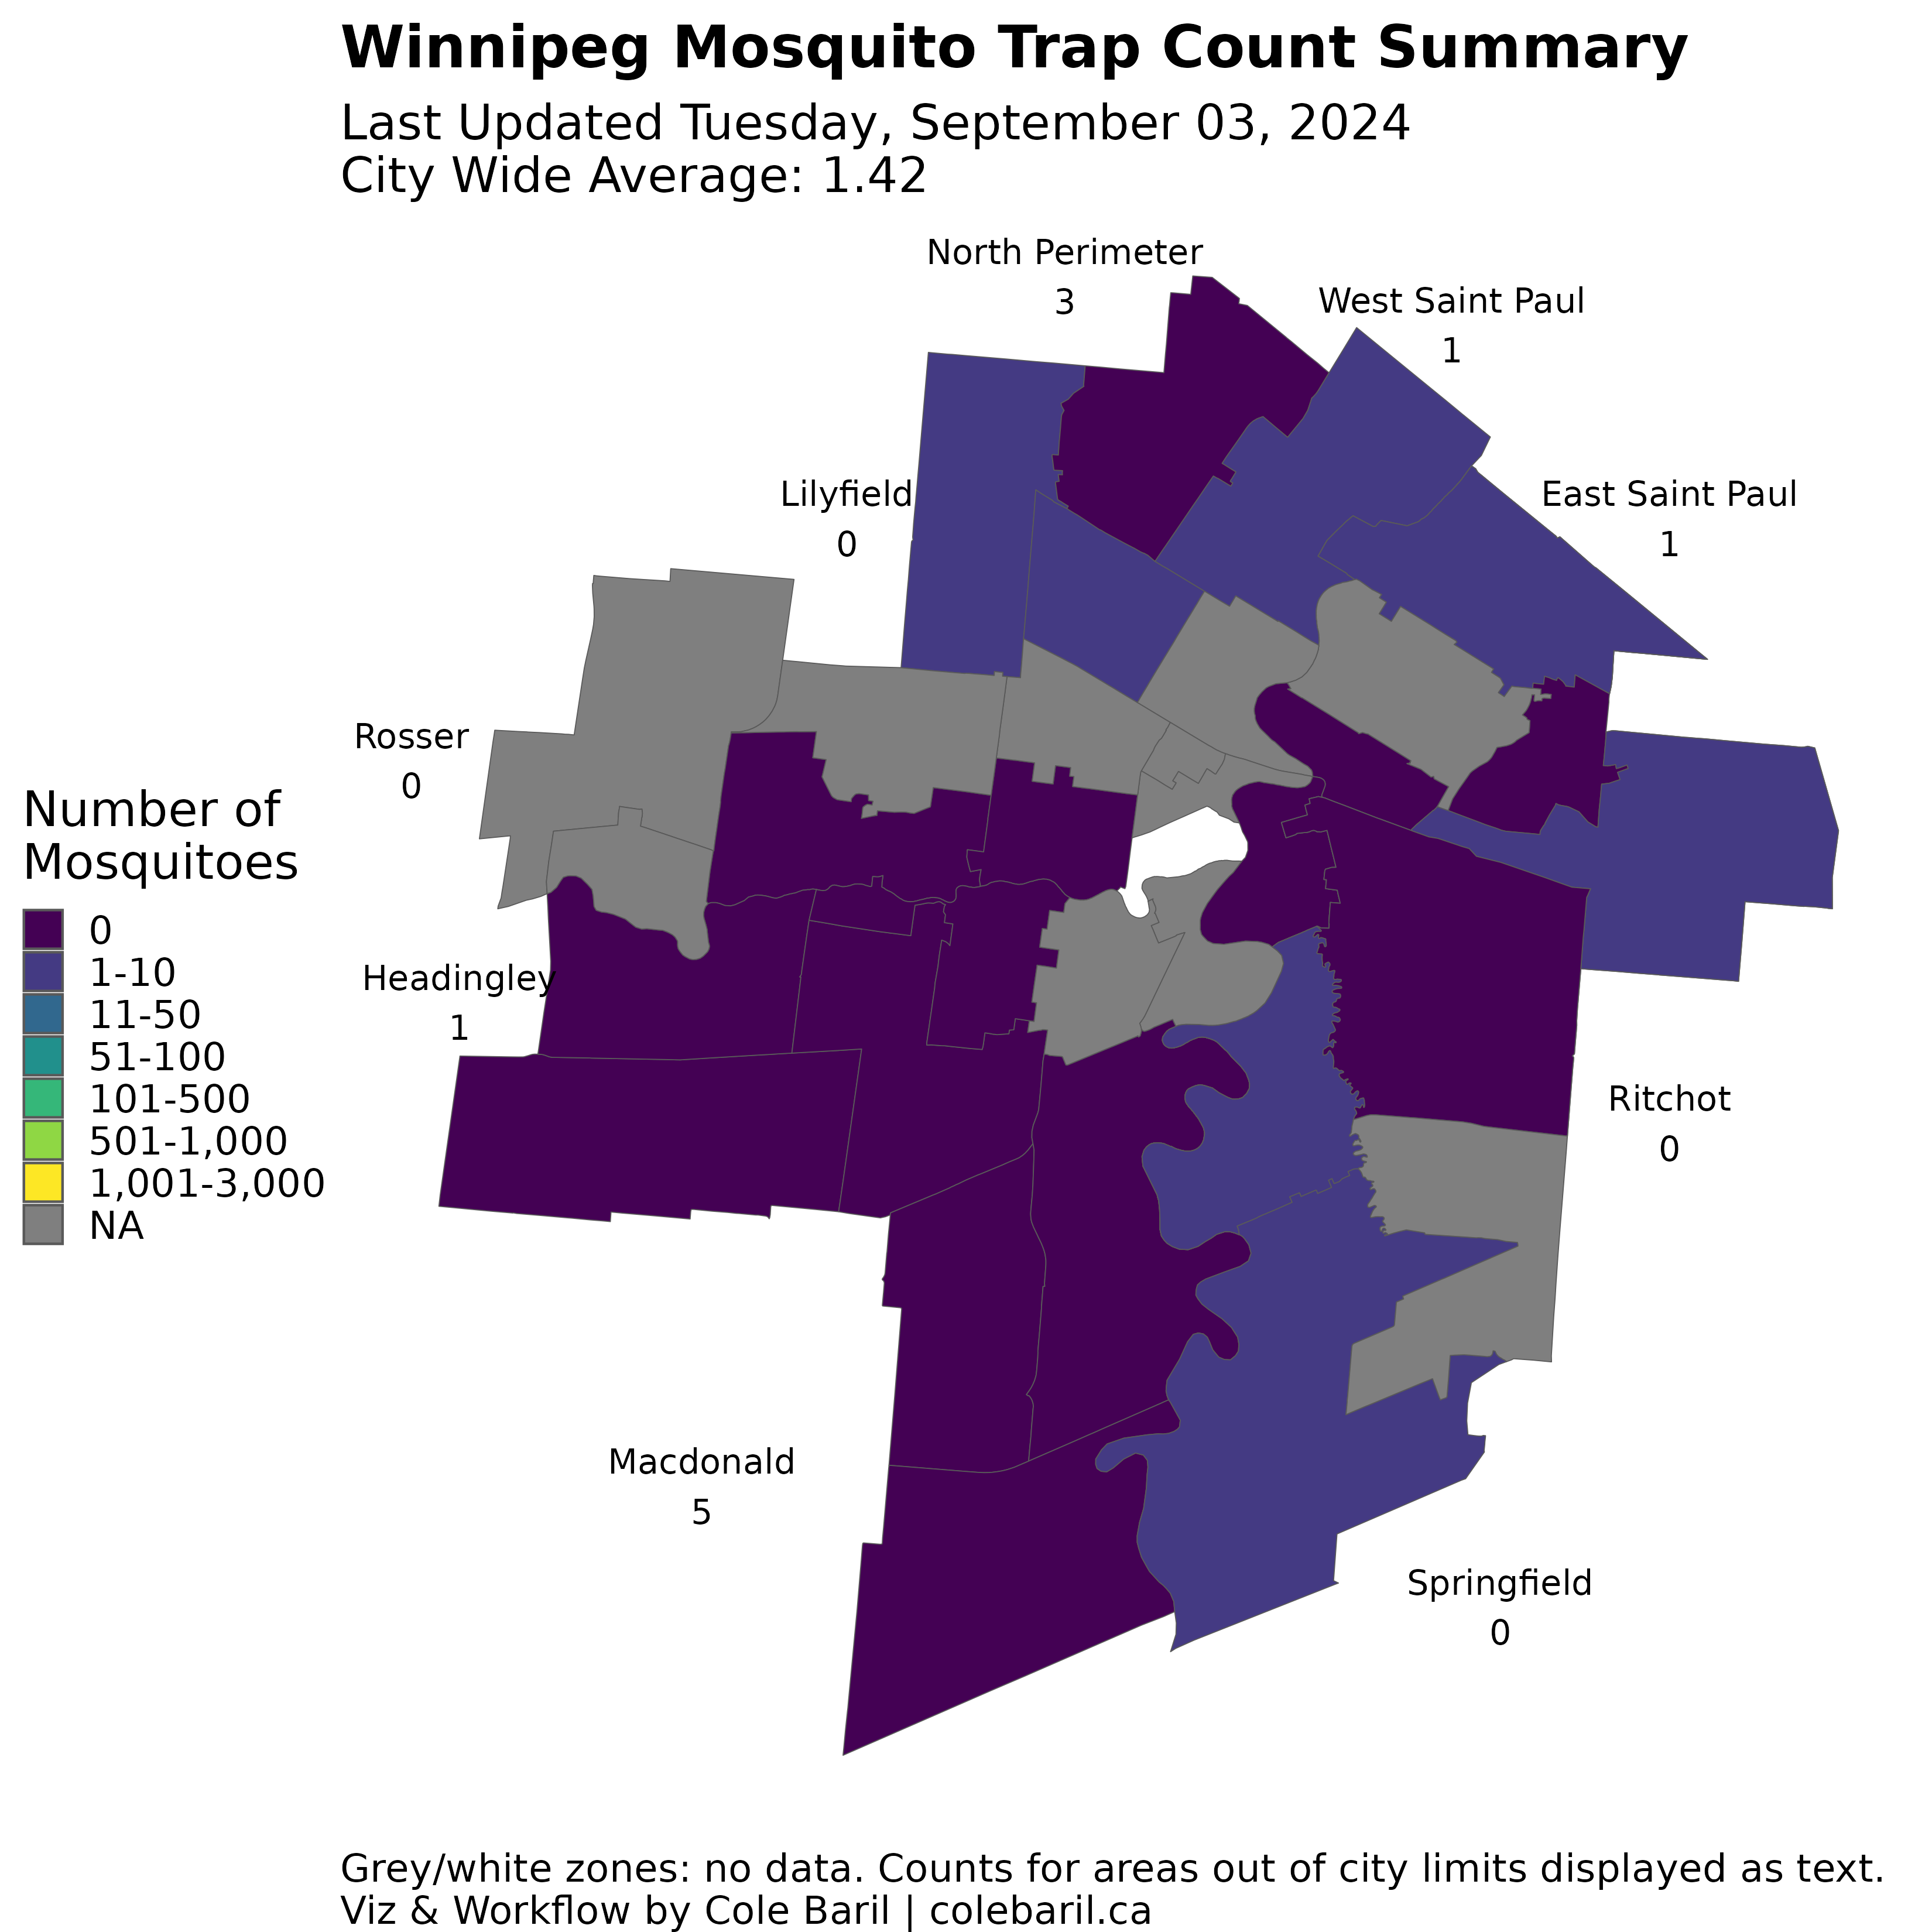 Winnipeg Mosquito Trap Count Summary
Last Updated Tuesday, September 03, 2024
City Wide Average: 1.42
North Perimeter
3
West Saint Paul
1
Lilyfield
0
East Saint Paul
1
Rosser
0
Number of
Mosquitoes
0
1-10
11-50
51-100
101-500
501-1,000
1,001-3,000
NA
Headingley
1
Ritchot
0
Macdonald
5
Springfield
0
Grey/white zones: no data. Counts for areas out of city limits displayed as text.
Viz & Workflow by Cole Baril | colebaril.ca